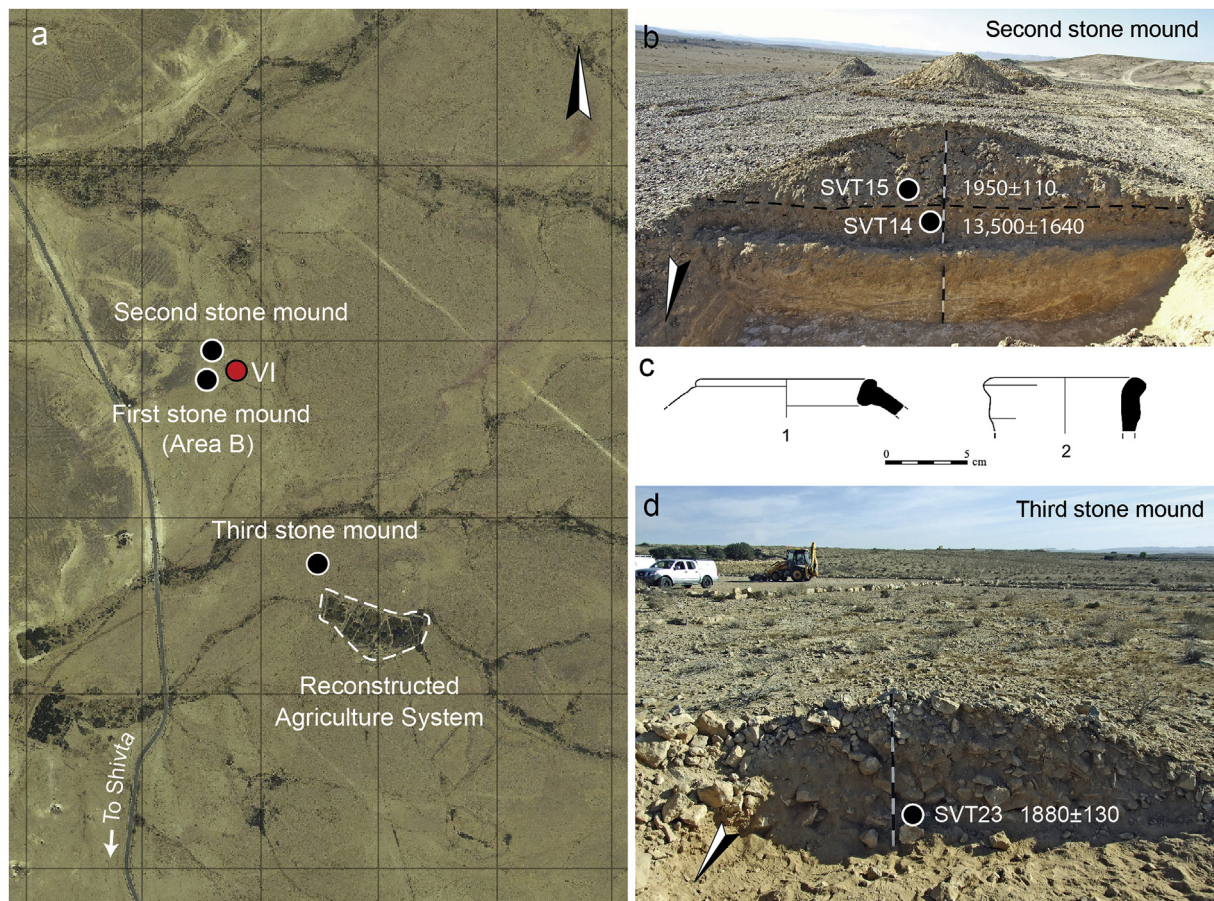 a
Second stone mound
VI
First stone mound
(Area B)
Third stone mound
Reconstructed
Agriculture System
To Shivta
b
Second stone mound
SVT15 1950±110
SVT14 13,500±1640
c
1
2
0 5
cm
d
Third stone mound
SVT23 1880±130